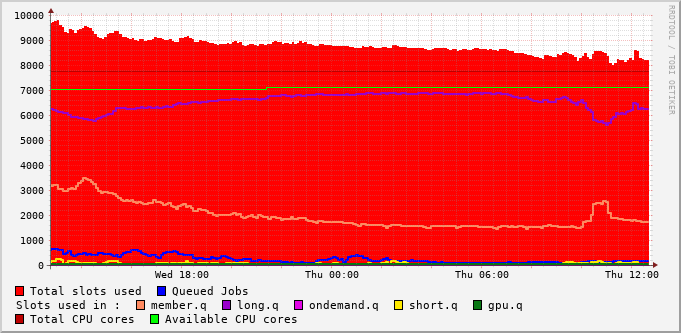 RRDTOOL / TOBI OETIKER
10000
9000
8000
7000
6000
5000
4000
3000
2000
1000
0
Wed 18:00 Thu 00:00 Thu 06:00 Thu 12:00
Total slots used Queued Jobs
Slots used in : member.q long.q ondemand.q short.q gpu.q
Total CPU cores Available CPU cores